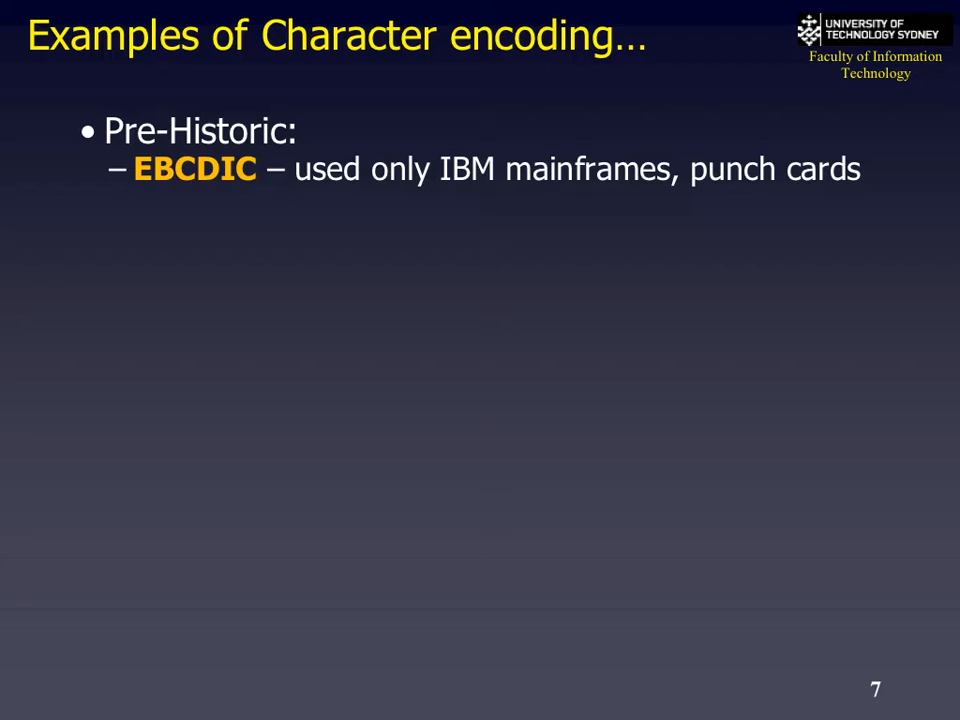 Examples of Character encoding…
UNIVERSITY OF
TECHNOLOGY SYDNEY
Faculty of Information
Technology
• Pre-Historic:
– EBCDIC – used only IBM mainframes, punch cards
7